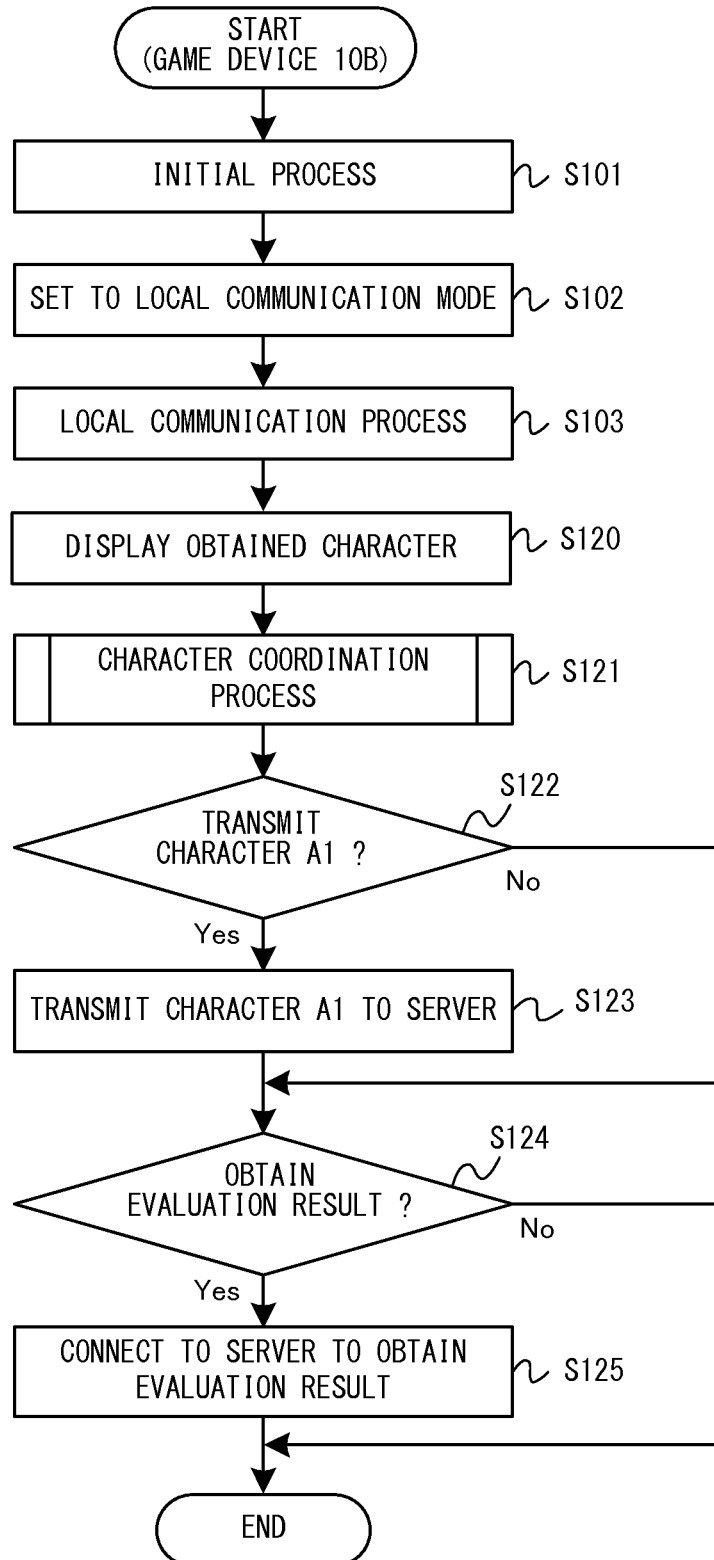 START
(GAME DEVICE 10B)
INITIAL PROCESS
S101
SET TO LOCAL COMMUNICATION MODE
S102
LOCAL COMMUNICATION PROCESS
S103
DISPLAY OBTAINED CHARACTER
S120
CHARACTER COORDINATION
PROCESS
S121
S122
TRANSMIT
CHARACTER A1 ?
No
Yes
TRANSMIT CHARACTER A1 TO SERVER
S123
S124
OBTAIN
EVALUATION RESULT ?
No
Yes
CONNECT TO SERVER TO OBTAIN
EVALUATION RESULT
S125
END